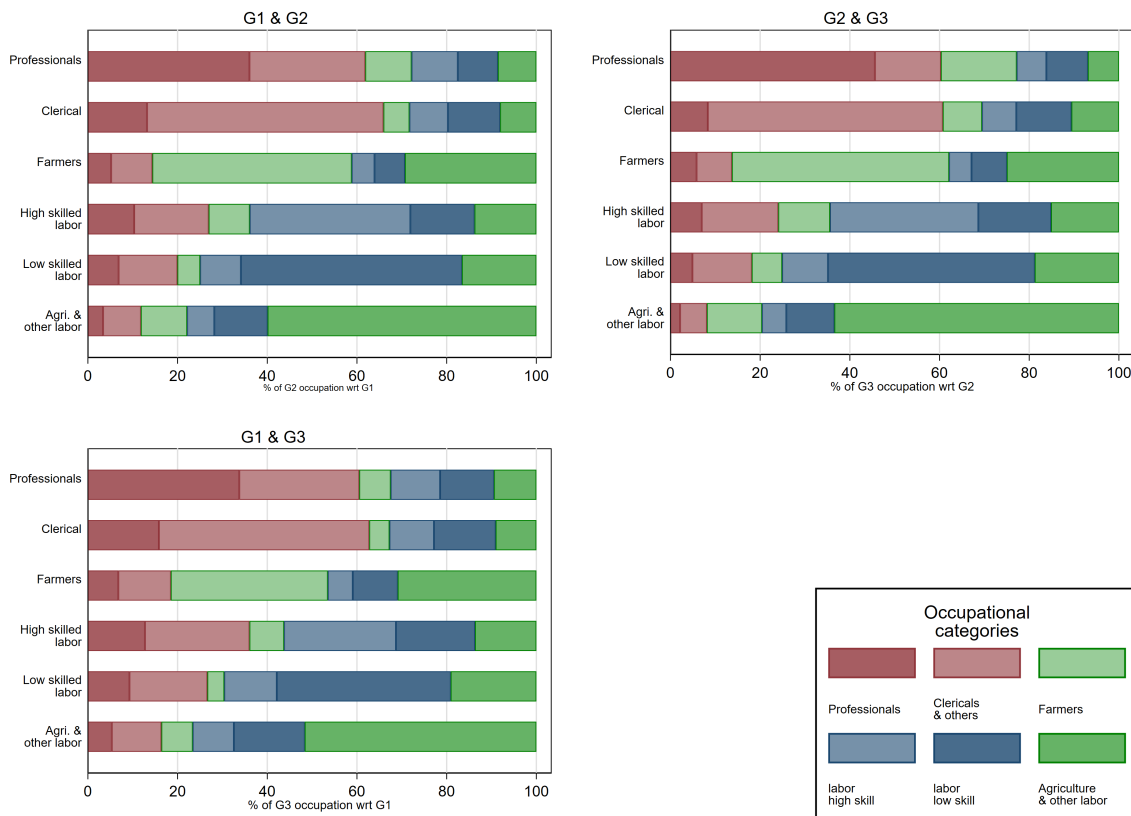 G1 & G2
Professionals
Clerical
Farmers
High skilled
labor
Low skilled
labor
Agri. &
other labor
0 20 40 60 80 100
% of G2 occupation wrt G1
G2 & G3
Professionals
Clerical
Farmers
High skilled
labor
Low skilled
labor
Agri. &
other labor
0 20 40 60 80 100
% of G3 occupation wrt G2
G1 & G3
Professionals
Clerical
Farmers
High skilled
labor
Low skilled
labor
Agri. &
other labor
0 20 40 60 80 100
% of G3 occupation wrt G1
Occupational
categories
Professionals
Clericals
& others
Farmers
labor
high skill
labor
low skill
Agriculture
& other labor